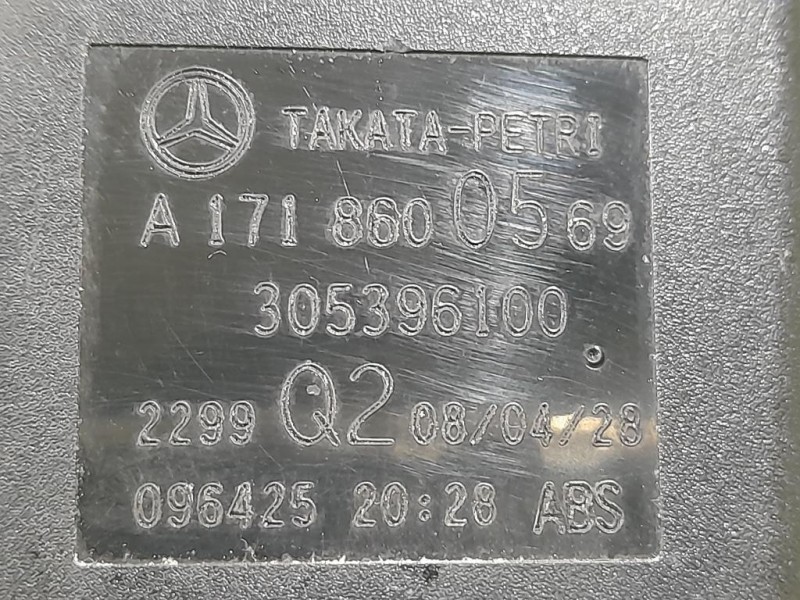 TAKATA-PETRI
A 171 860 05 69
305396100
2299 Q2 08/04/28
096425 20:28 ABS